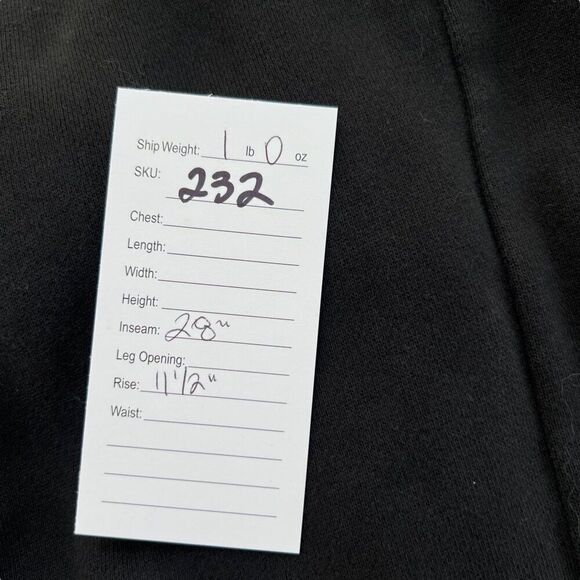 Ship Weight: 1 lb 0 oz
SKU: 232
Chest:
Length:
Width:
Height:
Inseam: 28"
Leg Opening:
Rise: 11 1/2"
Waist: